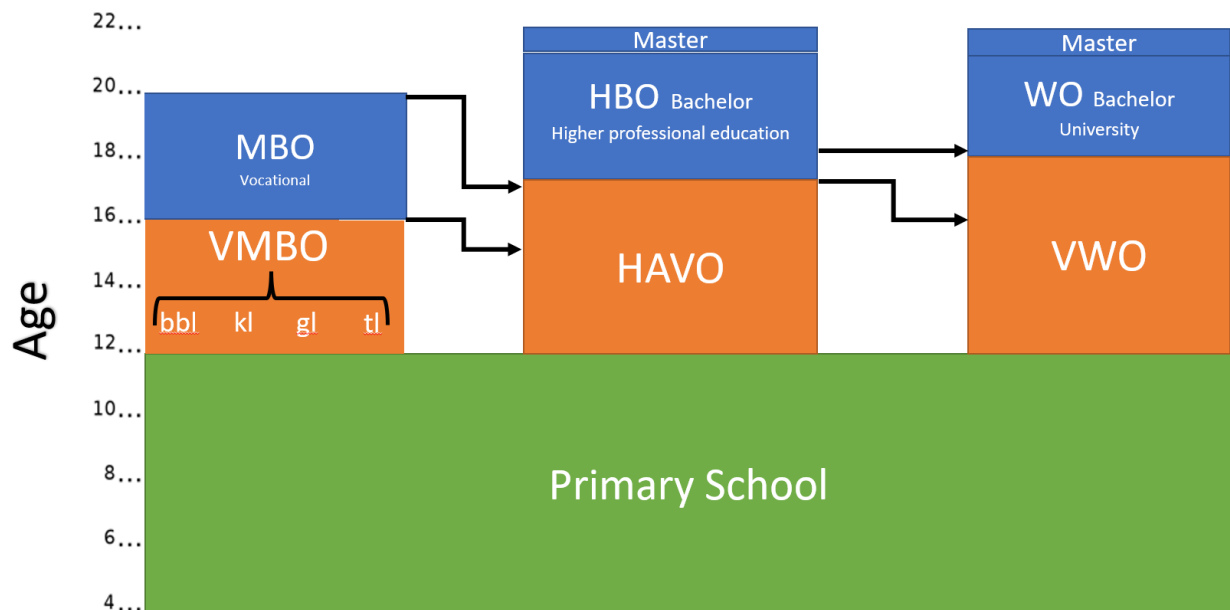 22...
Master
Master
20...
HBO Bachelor
WO Bachelor
Higher professional education
University
MBO
Vocational
18...
16...
VMBO
HAVO
VWO
14...
bbl kl gl tl
12...
Age
10...
Primary School
8...
6...
4...